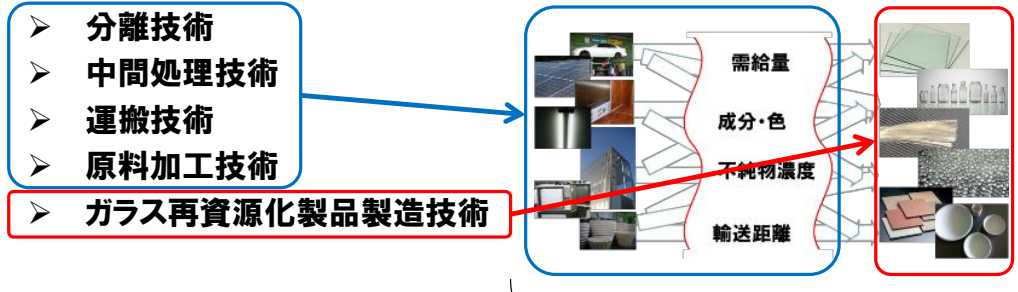 ➢ 分離技術
➢ 中間処理技術
➢ 運搬技術
➢ 原料加工技術
➢ ガラス再資源化製品製造技術
需給量
成分・色
不純物濃度
輸送距離